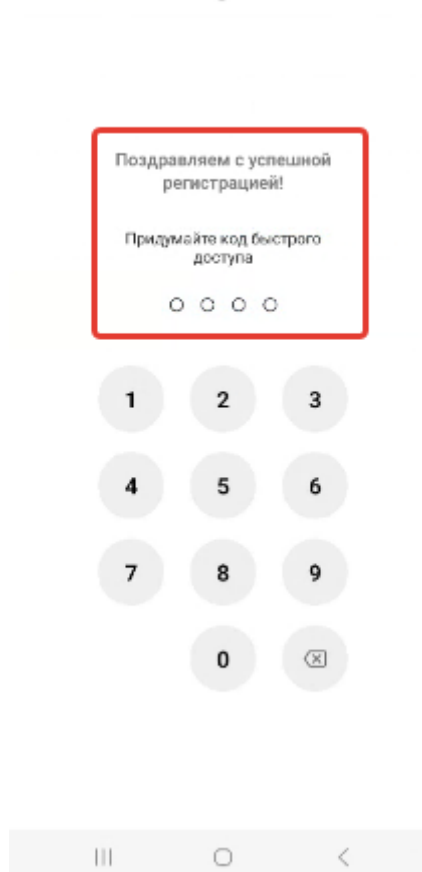 Поздравляем с успешной
регистрацией!
Придумайте код быстрого
доступа
1 2 3
4 5 6
7 8 9
0